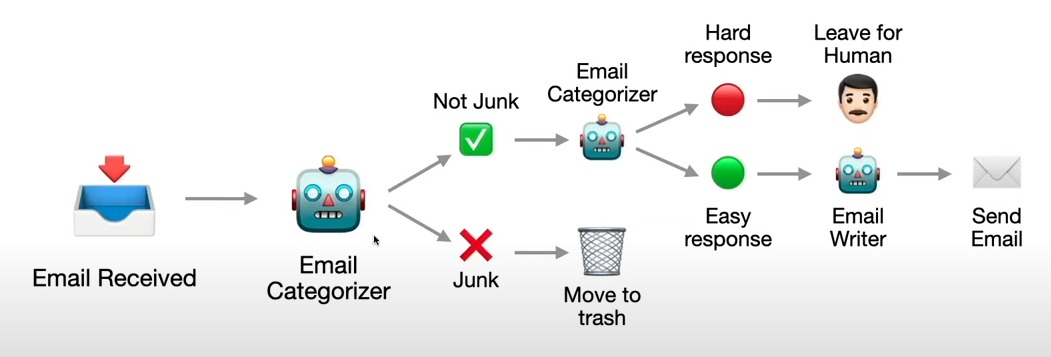 Email Received
Email
Categorizer
Not Junk
Junk
Email
Categorizer
Move to
trash
Hard
response
Leave for
Human
Easy
response
Email
Writer
Send
Email